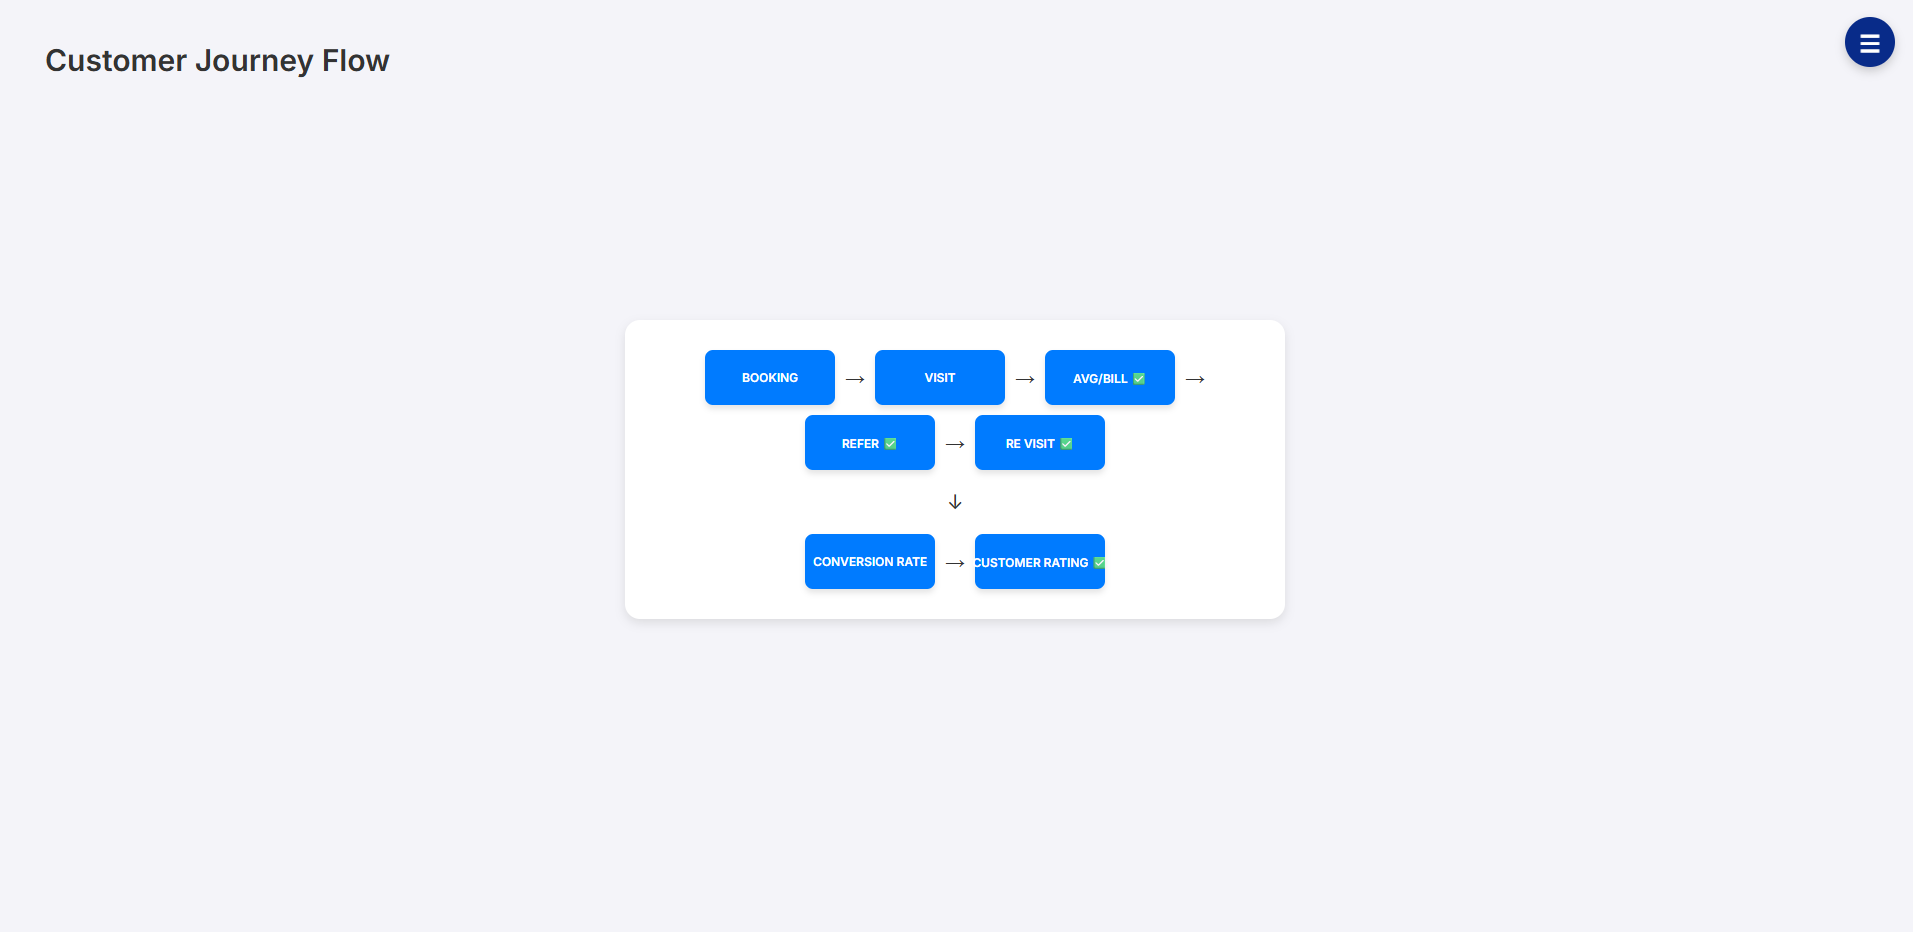 Customer Journey Flow
BOOKING → VISIT → AVG/BILL ✅ →
REFER ✅ → RE VISIT ✅
↓
CONVERSION RATE → CUSTOMER RATING ✅